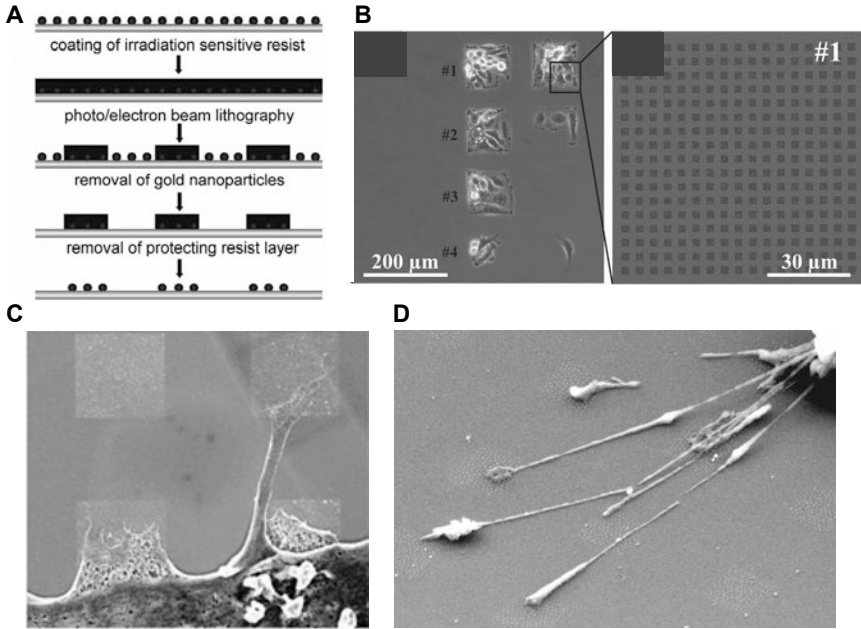 A
coating of irradiation sensitive resist
photo/electron beam lithography
removal of gold nanoparticles
removal of protecting resist layer
B
#1
#2
#3
#4
200 µm
#1
30 µm
C
D